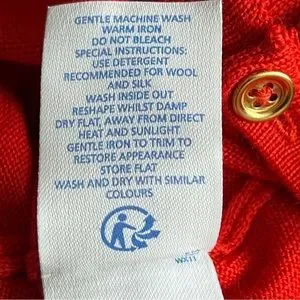 GENTLE MACHINE WASH
WARM IRON
DO NOT BLEACH
SPECIAL INSTRUCTIONS:
USE DETERGENT
RECOMMENDED FOR WOOL
AND SILK
WASH INSIDE OUT
RESHAPE WHILST DAMP
DRY FLAT, AWAY FROM DIRECT
HEAT AND SUNLIGHT
GENTLE IRON TO TRIM TO
RESTORE APPEARANCE
STORE FLAT
WASH AND DRY WITH SIMILAR
COLOURS